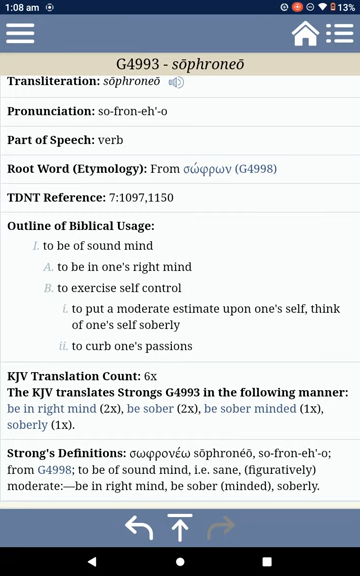 1:08 am
13%
G4993 - sōphroneō
Transliteration: sōphroneō
Pronunciation: so-fron-eh'-o
Part of Speech: verb
Root Word (Etymology): From σώφρων (G4998)
TDNT Reference: 7:1097,1150
Outline of Biblical Usage:
I. to be of sound mind
A. to be in one's right mind
B. to exercise self control
i. to put a moderate estimate upon one's self, think
of one's self soberly
ii. to curb one's passions
KJV Translation Count: 6x
The KJV translates Strongs G4993 in the following manner:
be in right mind (2x), be sober (2x), be sober minded (1x),
soberly (1x).
Strong's Definitions: σωφρονέω sōphronéō, so-fron-eh'-o;
from G4998; to be of sound mind, i.e. sane, (figuratively)
moderate:—be in right mind, be sober (minded), soberly.